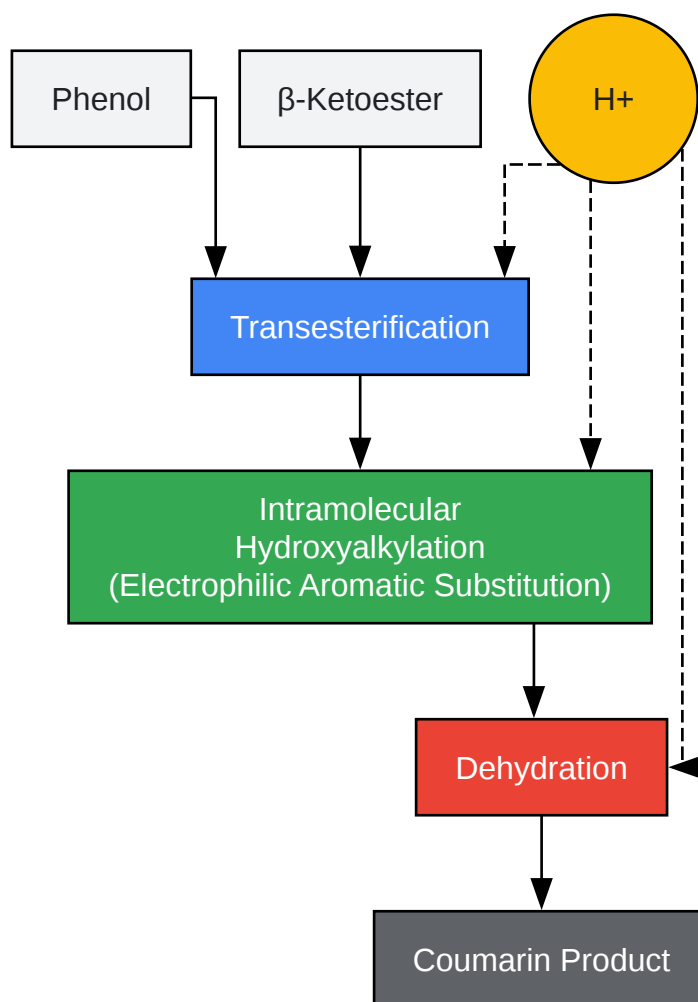 Phenol
β-Ketoester
H+
Transesterification
Intramolecular
Hydroxyalkylation
(Electrophilic Aromatic Substitution)
Dehydration
Coumarin Product